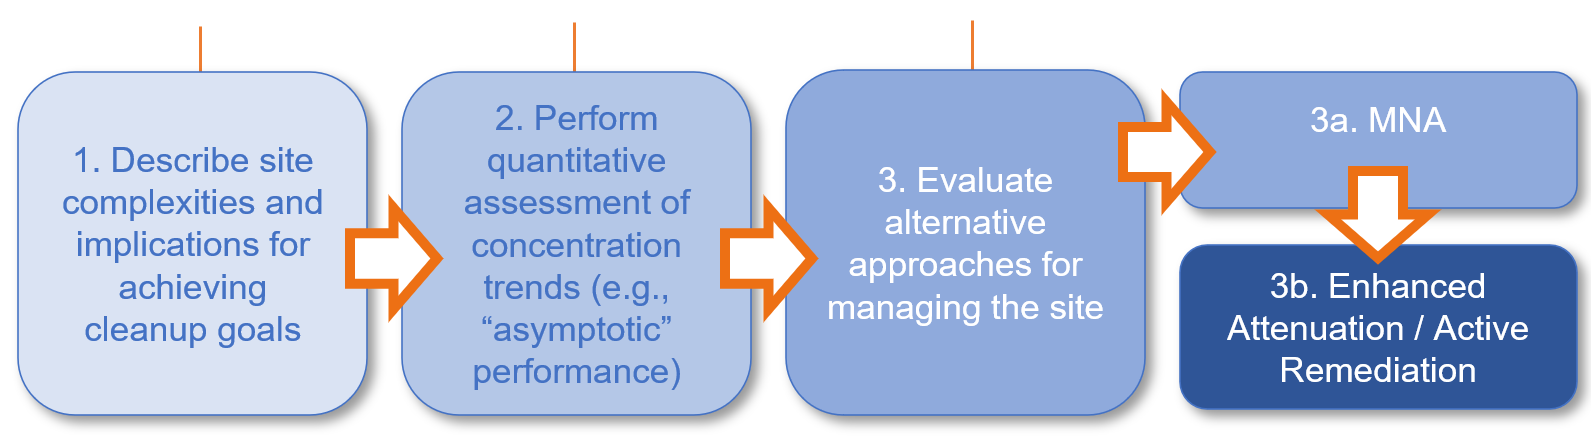 1. Describe site
complexities and
implications for
achieving
cleanup goals
2. Perform
quantitative
assessment of
concentration
trends (e.g.,
“asymptotic”
performance)
3. Evaluate
alternative
approaches for
managing the site
3a. MNA
3b. Enhanced
Attenuation / Active
Remediation